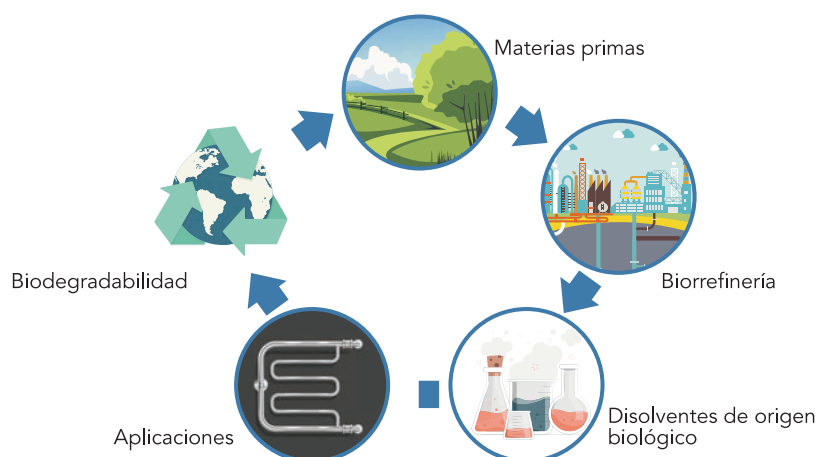 Materias primas
Biorrefinería
Disolventes de origen
biológico
Aplicaciones
Biodegradabilidad